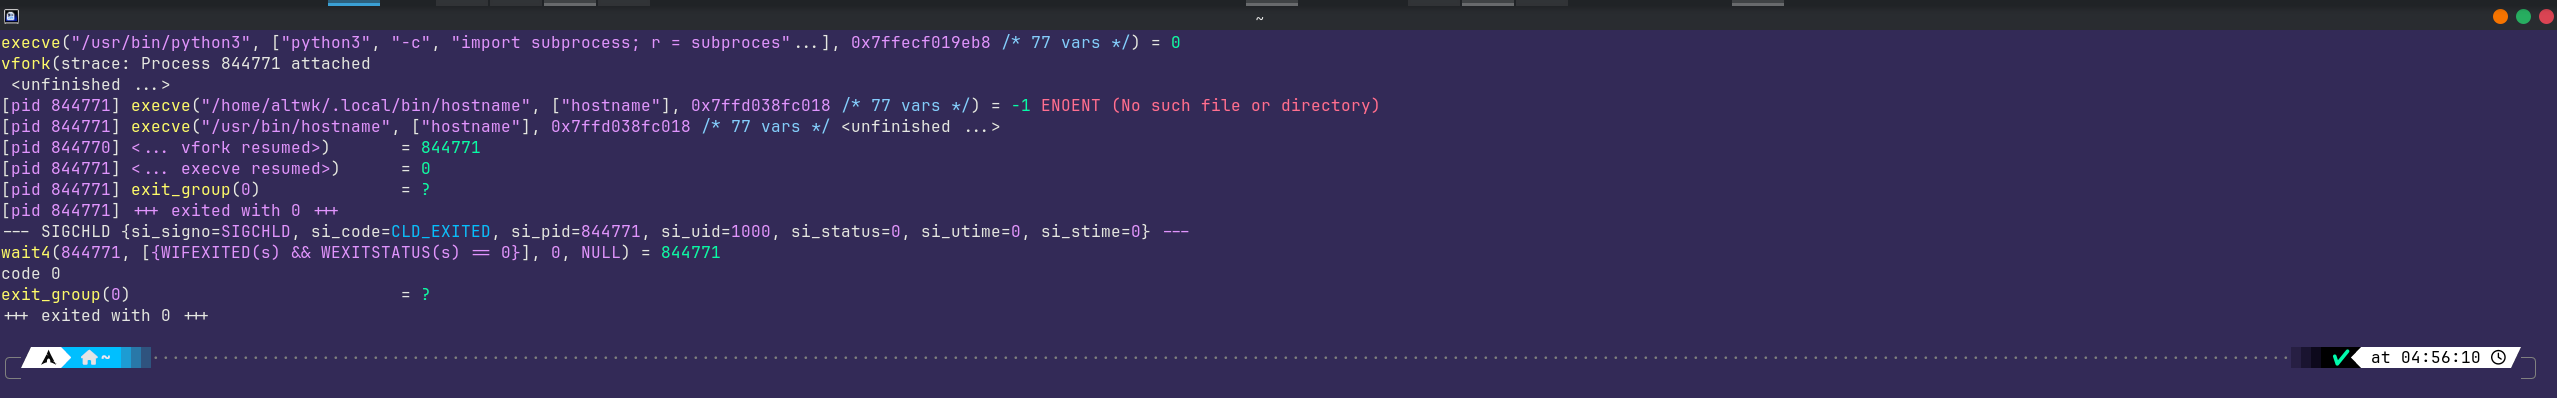 ~
execve("/usr/bin/python3", ["python3", "-c", "import subprocess; r = subproces"...], 0x7ffecf019eb8 /* 77 vars */) = 0
vfork(strace: Process 844771 attached
 <unfinished ...>
[pid 844771] execve("/home/altwk/.local/bin/hostname", ["hostname"], 0x7ffd038fc018 /* 77 vars */) = -1 ENOENT (No such file or directory)
[pid 844771] execve("/usr/bin/hostname", ["hostname"], 0x7ffd038fc018 /* 77 vars */ <unfinished ...>
[pid 844770] <... vfork resumed>)       = 844771
[pid 844771] <... execve resumed>)      = 0
[pid 844771] exit_group(0)              = ?
[pid 844771] +++ exited with 0 +++
--- SIGCHLD {si_signo=SIGCHLD, si_code=CLD_EXITED, si_pid=844771, si_uid=1000, si_status=0, si_utime=0, si_stime=0} ---
wait4(844771, [{WIFEXITED(s) && WEXITSTATUS(s) == 0}], 0, NULL) = 844771
code 0
exit_group(0)                           = ?
+++ exited with 0 +++
~ at 04:56:10